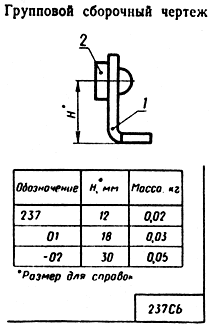 Групповой сборочный чертеж
2
1
H*
Обозначение H,* мм Масса, кг
237 12 0,02
01 18 0,03
-02 30 0,05
*Размер для справок
237СБ